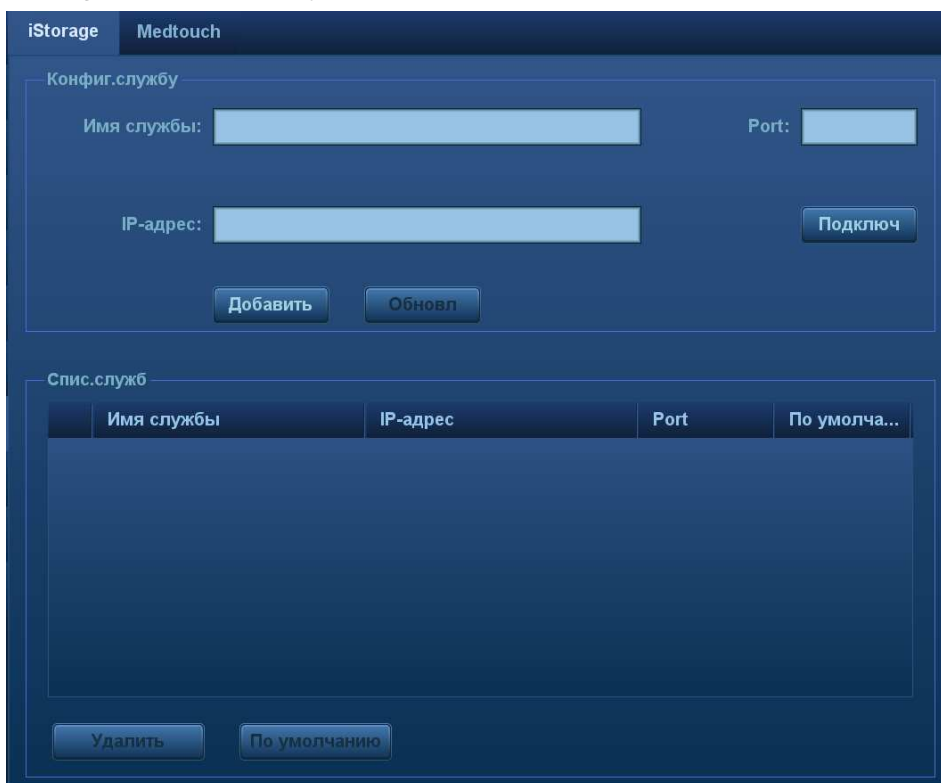 iStorage Medtouch
Конфиг.службу
Имя службы: Port:
IP-адрес: Подключ
Добавить Обновл
Спис.служб
Имя службы IP-адрес Port По умолча...
Удалить По умолчанию